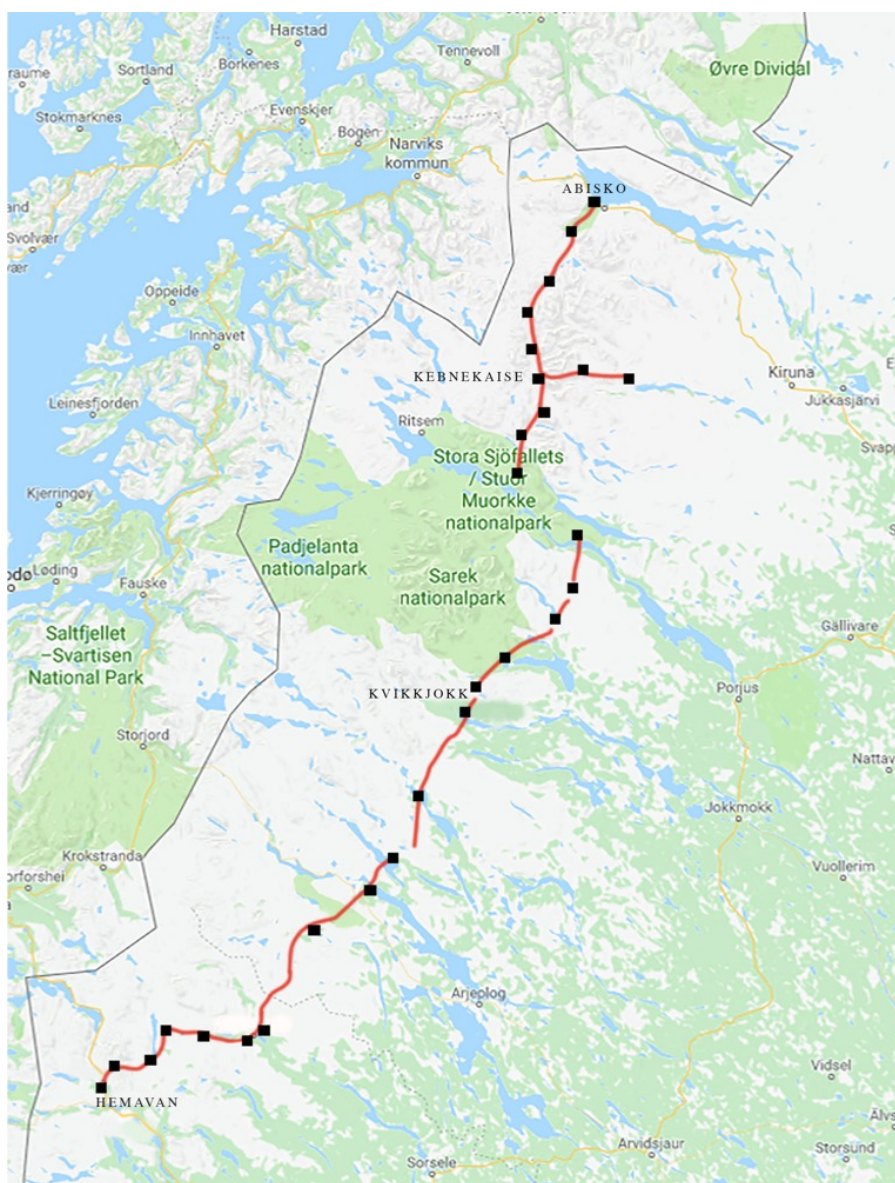 Harstad
Borkenes
Tennevoll
Øvre Dividal
Sortland
Stokmarknes
Evenskjer
Bogen
Narviks
kommun
ABISKO
Svolvær
Oppeide
Innhavet
KEBNEKAISE
Kiruna
Jukkasjärvi
Leinesfjorden
Ritsem
Stora Sjöfallets
/ Stuor
Muorkke
nationalpark
Kjerringøy
Padjelanta
nationalpark
Sarek
nationalpark
Løding
Fauske
Saltfjellet
–Svartisen
National Park
Gällivare
KVIKKJOKK
Porjus
Storjord
Jokkmokk
Krokstranda
Vuollerim
Arjeplog
Vidsel
HEMAVAN
Arvidsjaur
Storsund
Sorsele